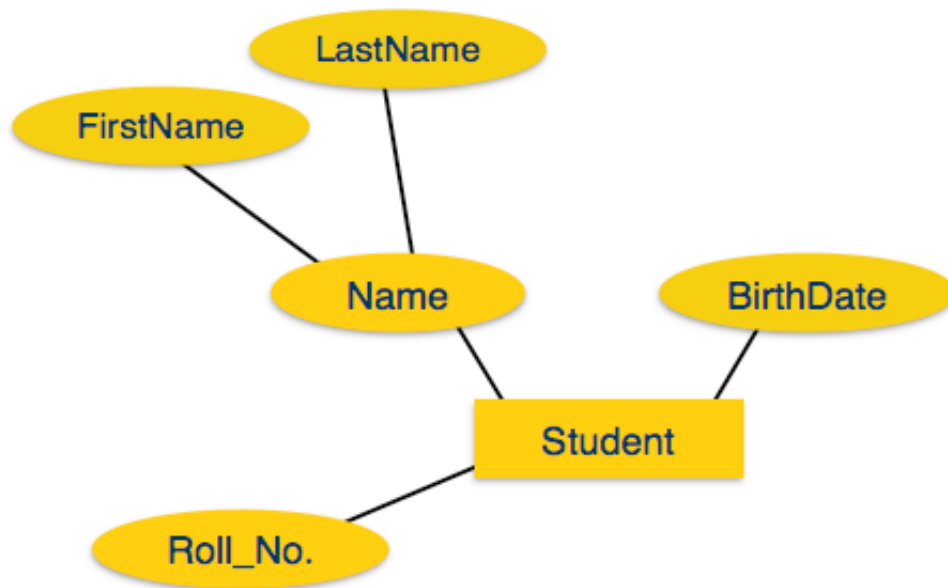 LastName
FirstName
Name
BirthDate
Student
Roll_No.